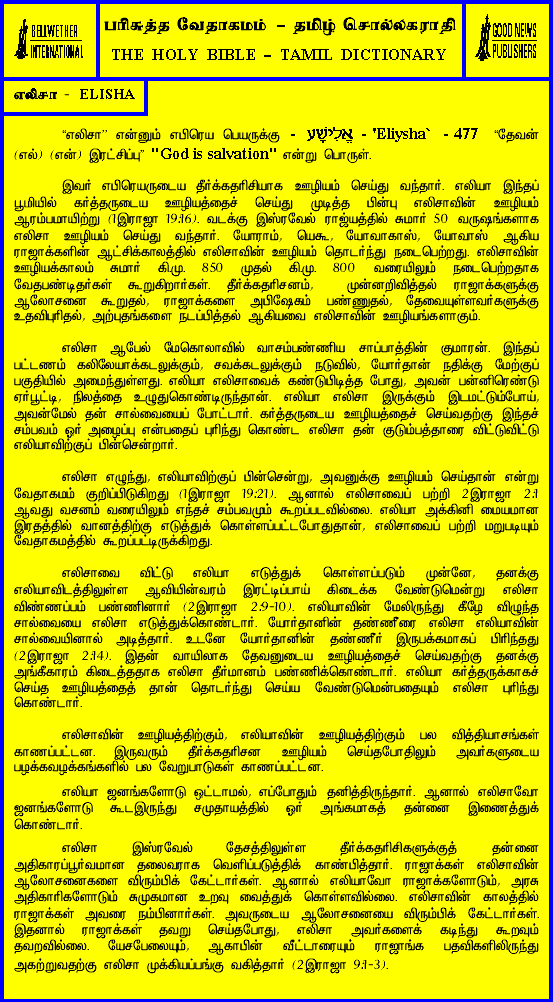 BELLWETHER
INTERNATIONAL
பரிசுத்த வேதாகமம் – தமிழ் சொல்லகராதி
THE HOLY BIBLE – TAMIL DICTIONARY
GOOD NEWS
PUBLISHERS
எலிசா - ELISHA
“எலிசா” என்னும் எபிரெய பெயருக்கு - אֱלִישָׁע - 'Eliysha` - 477 “தேவன்
(எல்) (என்) இரட்சிப்பு” "God is salvation" என்று பொருள்.
இவர் எபிரெயருடைய தீர்க்கதரிசியாக ஊழியம் செய்து வந்தார். எலியா இந்தப்
பூமியில் கர்த்தருடைய ஊழியத்தைச் செய்து முடித்த பின்பு எலிசாவின் ஊழியம்
ஆரம்பமாயிற்று (1இராஜா 19:16). வடக்கு இஸ்ரவேல் ராஜ்யத்தில் சுமார் 50 வருஷங்களாக
எலிசா ஊழியம் செய்து வந்தார். யோராம், யெகூ, யோவாகாஸ், யோவாஸ் ஆகிய
ராஜாக்களின் ஆட்சிக்காலத்தில் எலிசாவின் ஊழியம் தொடர்ந்து நடைபெற்றது. எலிசாவின்
ஊழியக்காலம் சுமார் கி.மு. 850 முதல் கி.மு. 800 வரையிலும் நடைபெற்றதாக
வேதபண்டிதர்கள் கூறுகிறார்கள். தீர்க்கதரிசனம், முன்னறிவித்தல் ராஜாக்களுக்கு
ஆலோசனை கூறுதல், ராஜாக்களை அபிஷேகம் பண்ணுதல், தேவையுள்ளவர்களுக்கு
உதவிபுரிதல், அற்புதங்களை நடப்பித்தல் ஆகியவை எலிசாவின் ஊழியங்களாகும்.
எலிசா ஆபேல் மேகொலாவில் வாசம்பண்ணிய சாப்பாத்தின் குமாரன். இந்தப்
பட்டணம் கலிலேயாக்கடலுக்கும், சவக்கடலுக்கும் நடுவில், யோர்தான் நதிக்கு மேற்குப்
பகுதியில் அமைந்துள்ளது. எலியா எலிசாவைக் கண்டுபிடித்த போது, அவன் பன்னிரெண்டு
ஏர்பூட்டி, நிலத்தை உழுதுகொண்டிருந்தான். எலியா எலிசா இருக்கும் இடமட்டும்போய்,
அவன்மேல் தன் சால்வையைப் போட்டார். கர்த்தருடைய ஊழியத்தைச் செய்வதற்கு இந்தச்
சம்பவம் ஓர் அழைப்பு என்பதைப் புரிந்து கொண்ட எலிசா தன் குடும்பத்தாரை விட்டுவிட்டு
எலியாவிற்குப் பின்சென்றார்.
எலிசா எழுந்து, எலியாவிற்குப் பின்சென்று, அவனுக்கு ஊழியம் செய்தான் என்று
வேதாகமம் குறிப்பிடுகிறது (1இராஜா 19:21). ஆனால் எலிசாவைப் பற்றி 2இராஜா 2:1
ஆவது வசனம் வரையிலும் எந்தச் சம்பவமும் கூறப்படவில்லை. எலியா அக்கினி மையமான
இரதத்தில் வானத்திற்கு எடுத்துக் கொள்ளப்பட்டபோதுதான், எலிசாவைப் பற்றி மறுபடியும்
வேதாகமத்தில் கூறப்பட்டிருக்கிறது.
எலிசாவை விட்டு எலியா எடுத்துக் கொள்ளப்படும் முன்னே, தனக்கு
எலியாவிடத்திலுள்ள ஆவியின்வரம் இரட்டிப்பாய் கிடைக்க வேண்டுமென்று எலிசா
விண்ணப்பம் பண்ணினார் (2இராஜா 2:9-10). எலியாவின் மேலிருந்து கீழே விழுந்த
சால்வையை எலிசா எடுத்துக்கொண்டார். யோர்தானின் தண்ணீரை எலிசா எலியாவின்
சால்வையினால் அடித்தார். உடனே யோர்தானின் தண்ணீர் இருபக்கமாகப் பிரிந்தது
(2இராஜா 2:14). இதன் வாயிலாக தேவனுடைய ஊழியத்தைச் செய்வதற்கு தனக்கு
அங்கீகாரம் கிடைத்ததாக எலிசா தீர்மானம் பண்ணிக்கொண்டார். எலியா கர்த்தருக்காகச்
செய்த ஊழியத்தைத் தான் தொடர்ந்து செய்ய வேண்டுமென்பதையும் எலிசா புரிந்து
கொண்டார்.
எலிசாவின் ஊழியத்திற்கும், எலியாவின் ஊழியத்திற்கும் பல வித்தியாசங்கள்
காணப்பட்டன. இருவரும் தீர்க்கதரிசன ஊழியம் செய்தபோதிலும் அவர்களுடைய
பழக்கவழக்கங்களில் பல வேறுபாடுகள் காணப்பட்டன.
எலியா ஜனங்களோடு ஒட்டாமல், எப்போதும் தனித்திருந்தார். ஆனால் எலிசாவோ
ஜனங்களோடு கூடஇருந்து சமுதாயத்தில் ஓர் அங்கமாகத் தன்னை இணைத்துக்
கொண்டார்.
எலிசா இஸ்ரவேல் தேசத்திலுள்ள தீர்க்கதரிசிகளுக்குத் தன்னை
அதிகாரப்பூர்வமான தலைவராக வெளிப்படுத்திக் காண்பித்தார். ராஜாக்கள் எலிசாவின்
ஆலோசனைகளை விரும்பிக் கேட்டார்கள். ஆனால் எலியாவோ ராஜாக்களோடும், அரசு
அதிகாரிகளோடும் சுமுகமான உறவு வைத்துக் கொள்ளவில்லை. எலிசாவின் காலத்தில்
ராஜாக்கள் அவரை நம்பினார்கள். அவருடைய ஆலோசனையை விரும்பிக் கேட்டார்கள்.
இதனால் ராஜாக்கள் தவறு செய்தபோது, எலிசா அவர்களைக் கடிந்து கூறவும்
தவறவில்லை. யேசபேலையும், ஆகாபின் வீட்டாரையும் ராஜாங்க பதவிகளிலிருந்து
அகற்றுவதற்கு எலிசா முக்கியப்பங்கு வகித்தார் (2இராஜா 9:1-3).